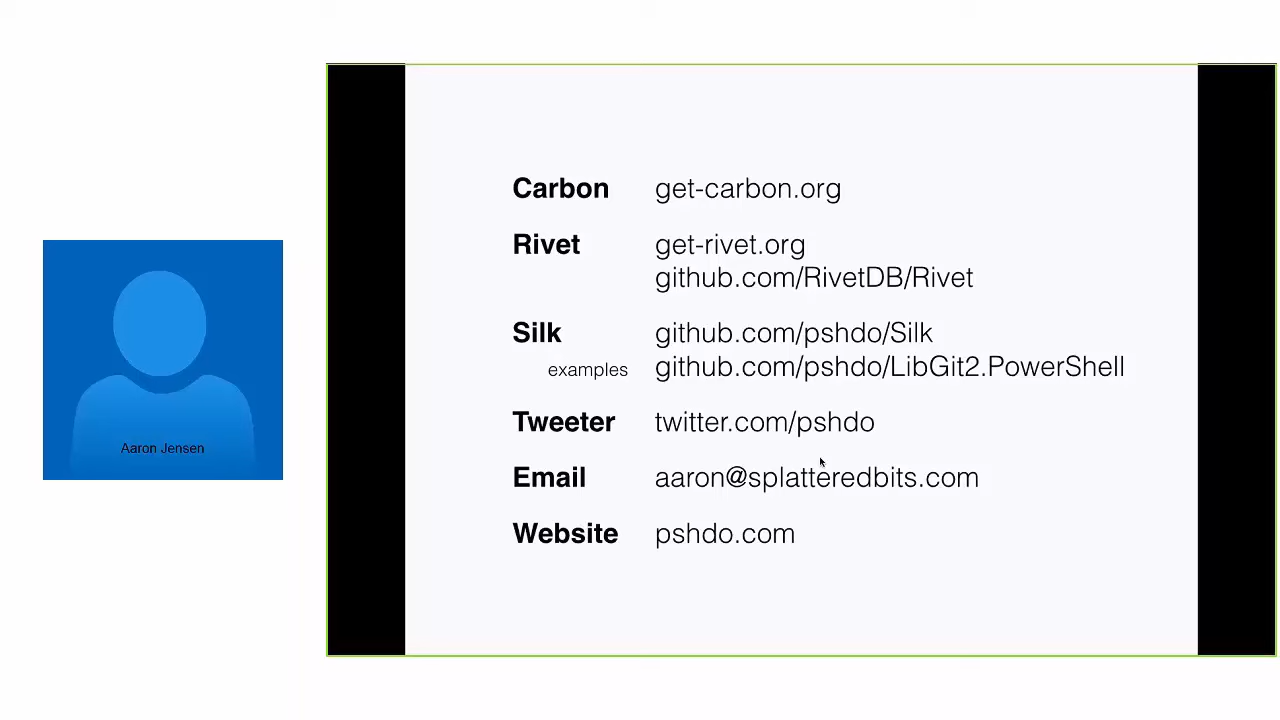 Aaron Jensen
Carbon get-carbon.org
Rivet get-rivet.org
github.com/RivetDB/Rivet
Silk github.com/pshdo/Silk
examples github.com/pshdo/LibGit2.PowerShell
Tweeter twitter.com/pshdo
Email aaron@splatteredbits.com
Website pshdo.com